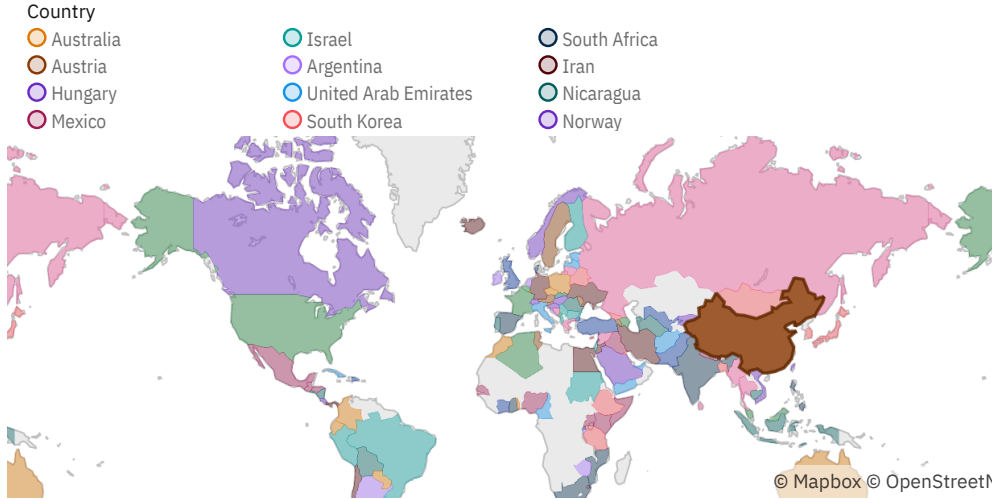 Country
Australia
Austria
Hungary
Mexico
Israel
Argentina
United Arab Emirates
South Korea
South Africa
Iran
Nicaragua
Norway
© Mapbox © OpenStreetM